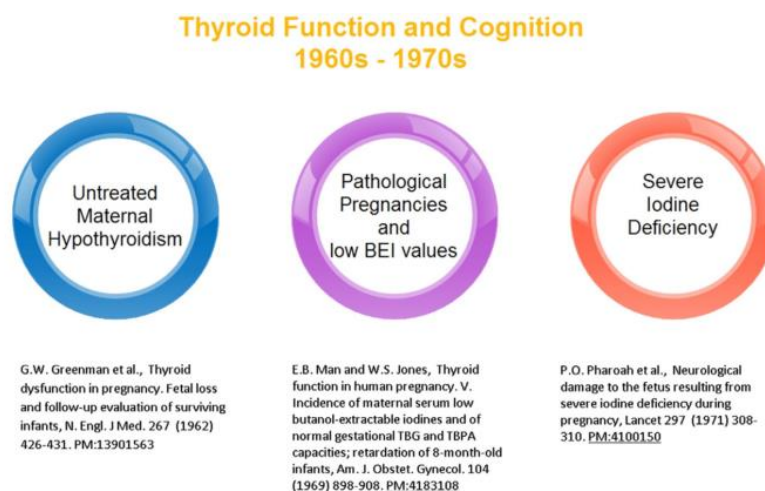 Thyroid Function and Cognition
1960s - 1970s
Untreated
Maternal
Hypothyroidism
Pathological
Pregnancies
and
low BEI values
Severe
Iodine
Deficiency
G.W. Greenman et al., Thyroid
dysfunction in pregnancy. Fetal loss
and follow-up evaluation of surviving
infants, N. Engl. J Med. 267 (1962)
426-431. PM:13901563
E.B. Man and W.S. Jones, Thyroid
function in human pregnancy. V.
Incidence of maternal serum low
butanol-extractable iodines and of
normal gestational TBG and TBPA
capacities; retardation of 8-month-old
infants, Am. J. Obstet. Gynecol. 104
(1969) 898-908. PM:4183108
P.O. Pharoah et al., Neurological
damage to the fetus resulting from
severe iodine deficiency during
pregnancy, Lancet 297 (1971) 308-
310. PM:4100150